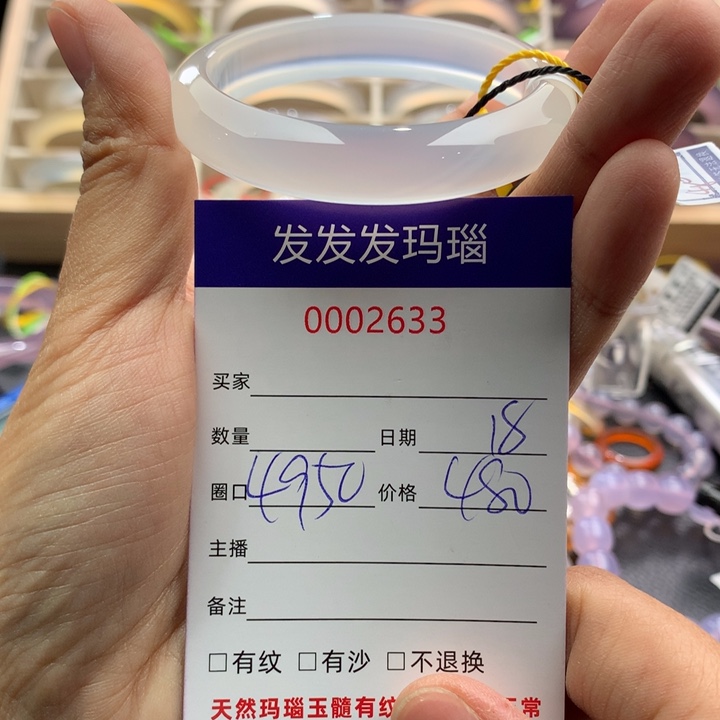 发发发玛瑙
0002633
买家
数量 日期 18
圈口 4950 价格 480
主播
备注
□有纹 □有沙 □不退换
天然玛瑙玉髓有纹 正常